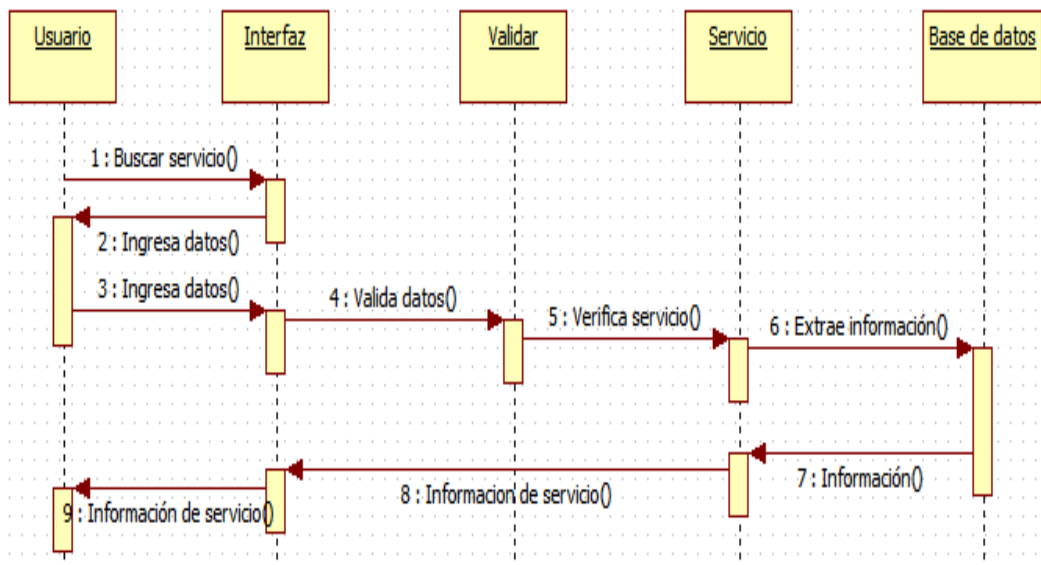 Usuario
Interfaz
Validar
Servicio
Base de datos
1 : Buscar servicio()
2 : Ingresa datos()
3 : Ingresa datos()
4 : Valida datos()
5 : Verifica servicio()
6 : Extrae información()
7 : Información()
8 : Informacion de servicio()
9 : Información de servicio()